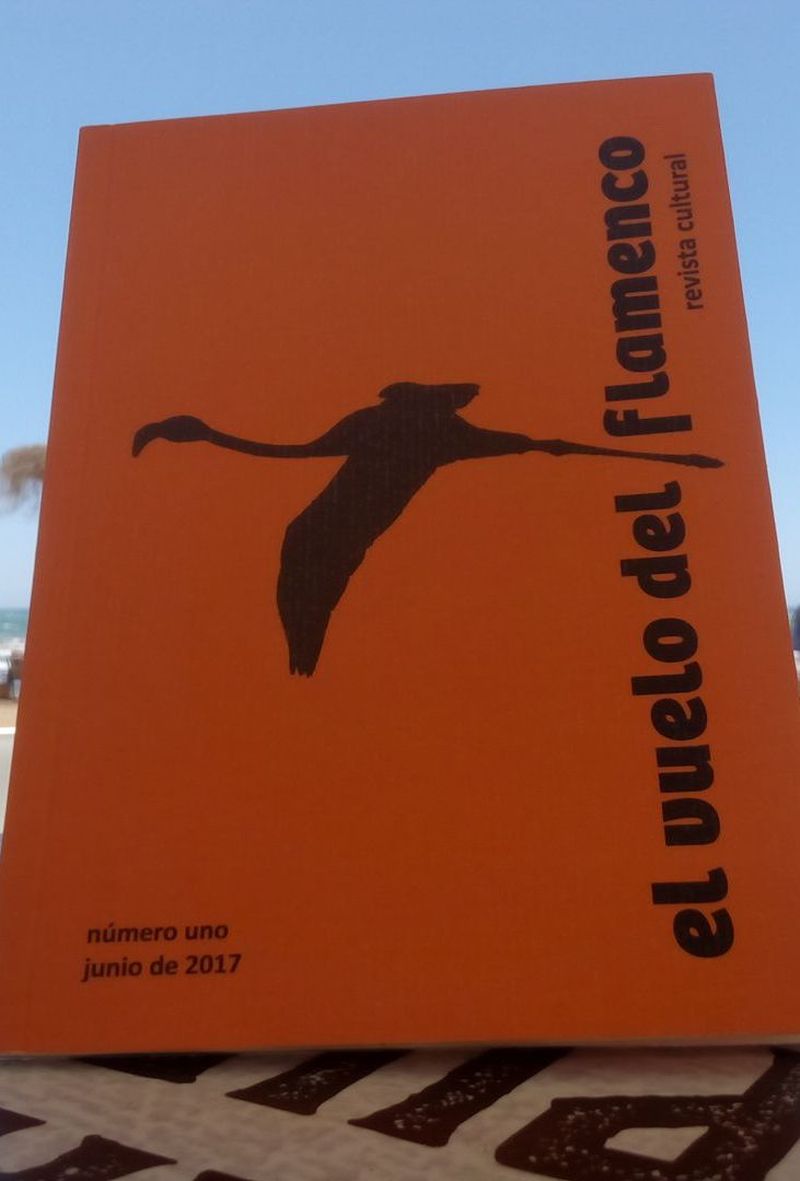 el vuelo del flamenco
revista cultural
número uno
junio de 2017